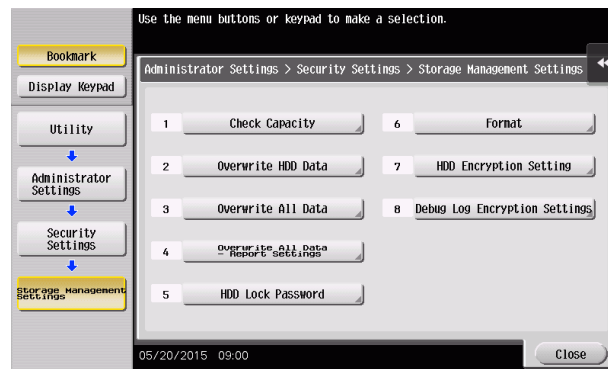 Use the menu buttons or keypad to make a selection.
Bookmark
Display Keypad
Utility
Administrator
Settings
Security
Settings
Storage Management
Settings
Administrator Settings > Security Settings > Storage Management Settings
1 Check Capacity
2 Overwrite HDD Data
3 Overwrite All Data
4 Overwrite All Data
- Report Settings
5 HDD Lock Password
6 Format
7 HDD Encryption Setting
8 Debug Log Encryption Settings
05/20/2015 09:00
Close